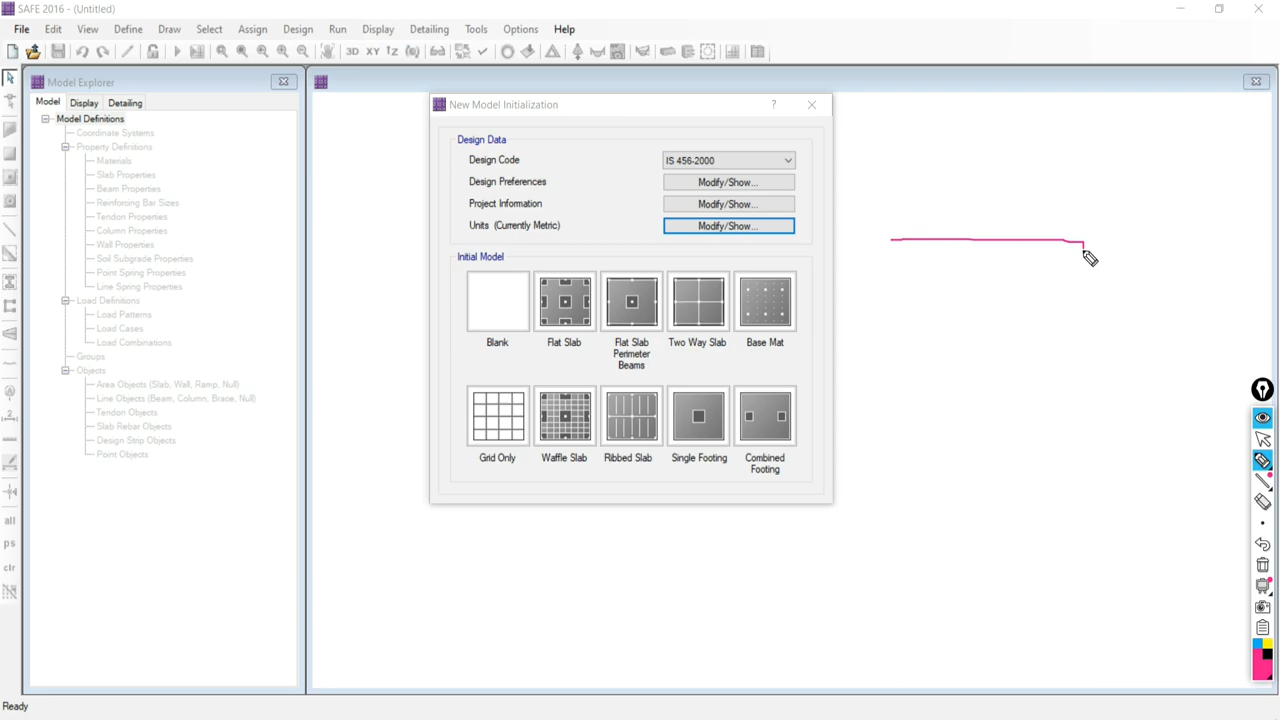 SAFE 2016 - (Untitled)
File Edit View Define Draw Select Assign Design Run Display Detailing Tools Options Help
3D XY
Model Explorer
Model Display Detailing
Model Definitions
Coordinate Systems
Property Definitions
Materials
Slab Properties
Beam Properties
Reinforcing Bar Sizes
Tendon Properties
Column Properties
Wall Properties
Soil Subgrade Properties
Point Spring Properties
Line Spring Properties
Load Definitions
Load Patterns
Load Cases
Load Combinations
Groups
Objects
Area Objects (Slab, Wall, Ramp, Null)
Line Objects (Beam, Column, Brace, Null)
Tendon Objects
Slab Rebar Objects
Design Strip Objects
Point Objects
all
ps
clr
New Model Initialization
?
Design Data
Design Code IS 456-2000
Design Preferences Modify/Show...
Project Information Modify/Show...
Units (Currently Metric) Modify/Show...
Initial Model
Blank
Flat Slab
Flat Slab Perimeter Beams
Two Way Slab
Base Mat
Grid Only
Waffle Slab
Ribbed Slab
Single Footing
Combined Footing
Ready